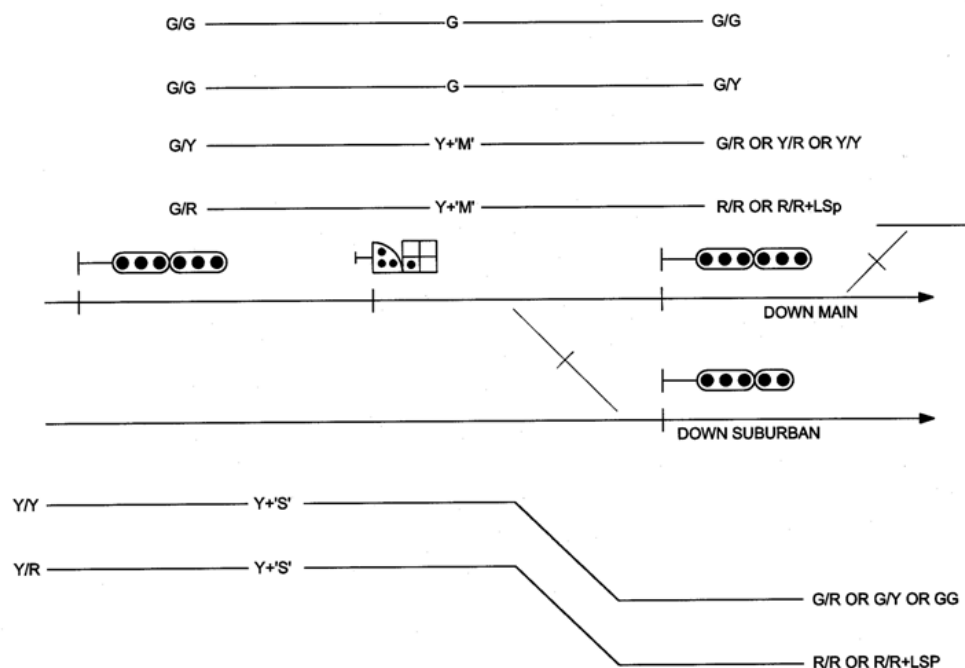 G/G G G/G
G/G G G/Y
G/Y Y+'M' G/R OR Y/R OR Y/Y
G/R Y+'M' R/R OR R/R+LSp
DOWN MAIN
DOWN SUBURBAN
Y/Y Y+'S'
G/R OR G/Y OR GG
Y/R Y+'S'
R/R OR R/R+LSP